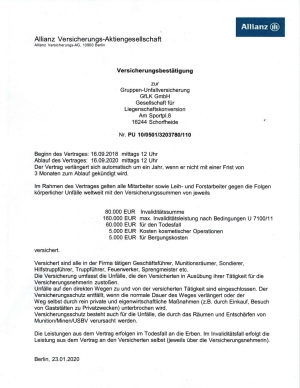 Allianz Versicherungs-Aktiengesellschaft
Allianz Versicherungs-AG, 10900 Berlin
Allianz
Versicherungsbestätigung
zur
Gruppen-Unfallversicherung
GfLK GmbH
Gesellschaft für
Liegenschaftskonversion
Am Sportpl.8
16244 Schorfheide
Nr. PU 10/0501/3203780/110
Beginn des Vertrages: 16.09.2018 mittags 12 Uhr
Ablauf des Vertrages: 16.09.2020 mittags 12 Uhr
Der Vertrag verlängert sich automatisch um ein Jahr, wenn er nicht mit einer Frist von
3 Monaten zum Ablauf gekündigt wird.
Im Rahmen des Vertrages gelten alle Mitarbeiter sowie Leih- und Forstarbeiter gegen die Folgen
körperlicher Unfälle weltweit mit den Versicherungssummen von jeweils
80.000 EUR Invaliditätssumme
160.000 EUR max. Invaliditätsleistung nach Bedingungen U 7100/11
60.000 EUR für den Todesfall
5.000 EUR Kosten kosmetischer Operationen
5.000 EUR für Bergungskosten
versichert.
Versichert sind alle in der Firma tätigen Geschäftsführer, Munitionsräumer, Sondierer,
Hilfstruppführer, Truppführer, Feuerwerker, Sprengmeister etc.
Die Versicherung umfasst die Unfälle, die den Versicherten in Ausübung ihrer Tätigkeit für die
Versicherungsnehmerin zustoßen.
Unfälle auf den direkten Wegen zu und von der versicherten Tätigkeit sind eingeschlossen. Der
Versicherungsschutz entfällt, wenn die normale Dauer des Weges verlängert oder der
Weg selbst durch rein private und eigenwirtschaftliche Maßnahmen (z.B. durch Einkauf, Besuch
von Gaststätten zu Privatzwecken) unterbrochen wird.
Versicherungsschutz besteht auch für die Unfälle, die durch das Räumen und Entschärfen von
Munition/Minen/USBV verursacht werden.
Die Leistungen aus dem Vertrag erfolgen im Todesfall an die Erben. Im Invaliditätsfall erfolgt die
Leistung aus dem Vertrag an den Versicherten selbst (jeweils über die Versicherungsnehmerin).
Berlin, 23.01.2020